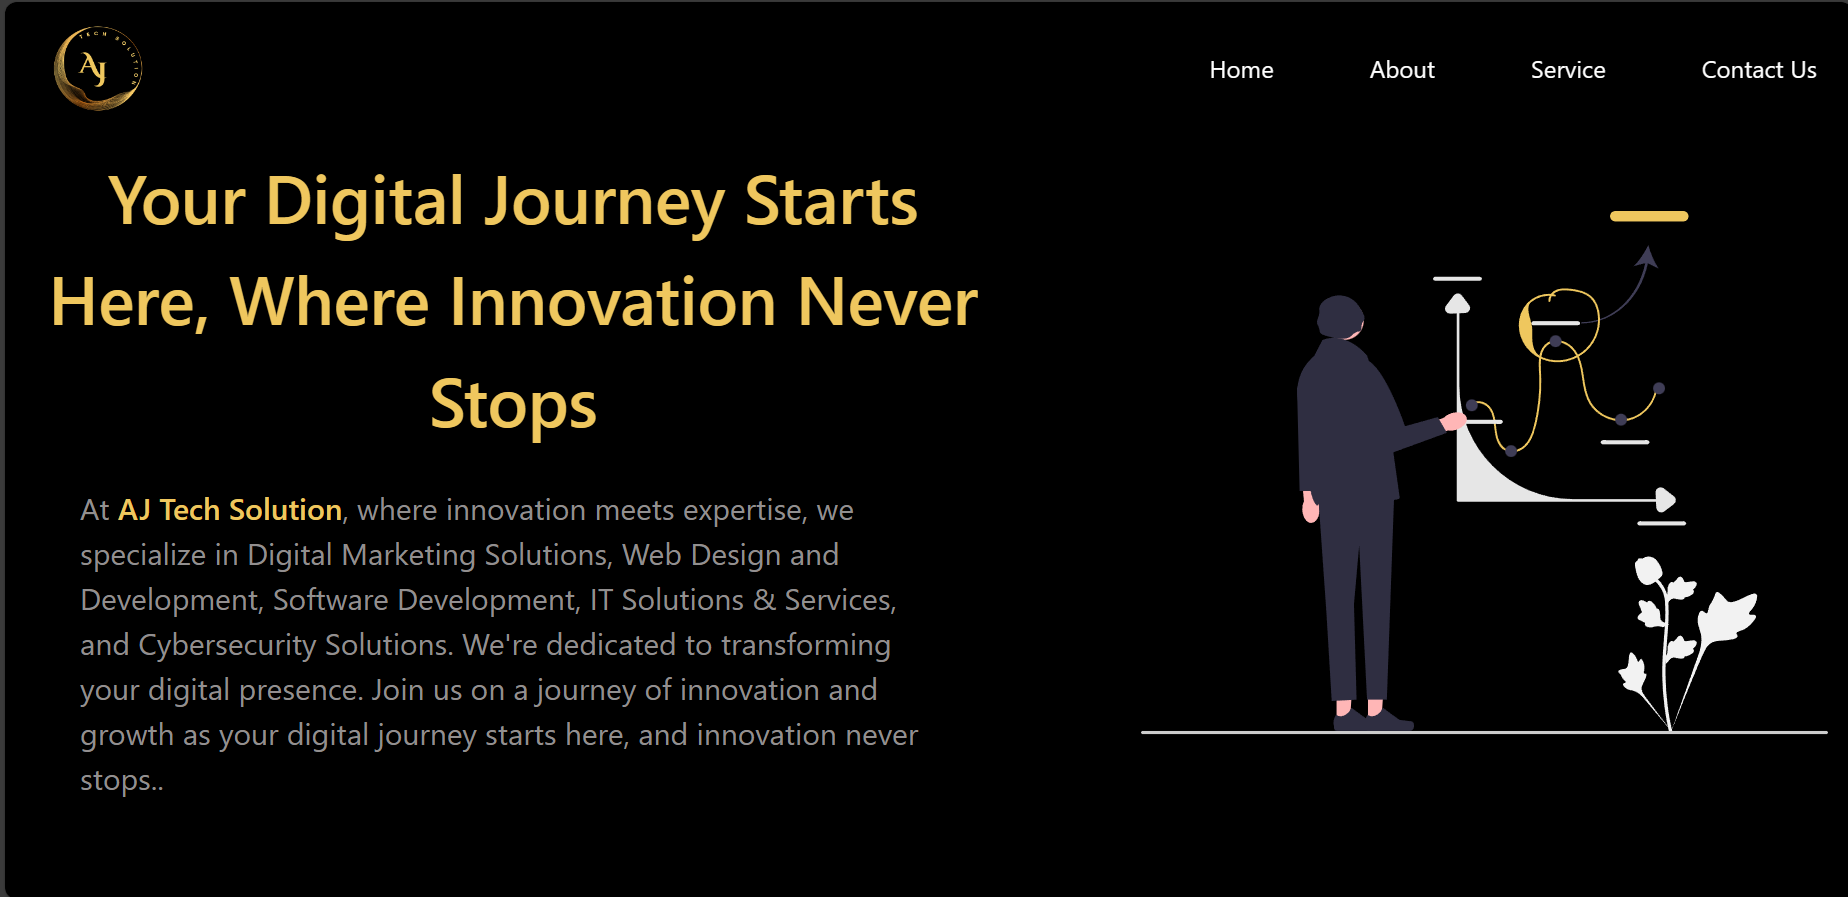 TECH SOLUTION
AJ
Home About Service Contact Us
Your Digital Journey Starts
Here, Where Innovation Never
Stops
At AJ Tech Solution, where innovation meets expertise, we
specialize in Digital Marketing Solutions, Web Design and
Development, Software Development, IT Solutions & Services,
and Cybersecurity Solutions. We're dedicated to transforming
your digital presence. Join us on a journey of innovation and
growth as your digital journey starts here, and innovation never
stops..